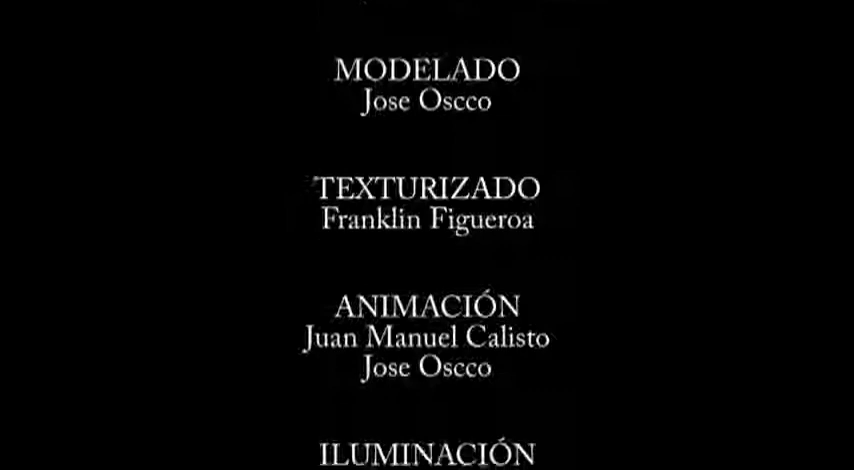 MODELADO
Jose Oscco
TEXTURIZADO
Franklin Figueroa
ANIMACIÓN
Juan Manuel Calisto
Jose Oscco
ILUMINACIÓN